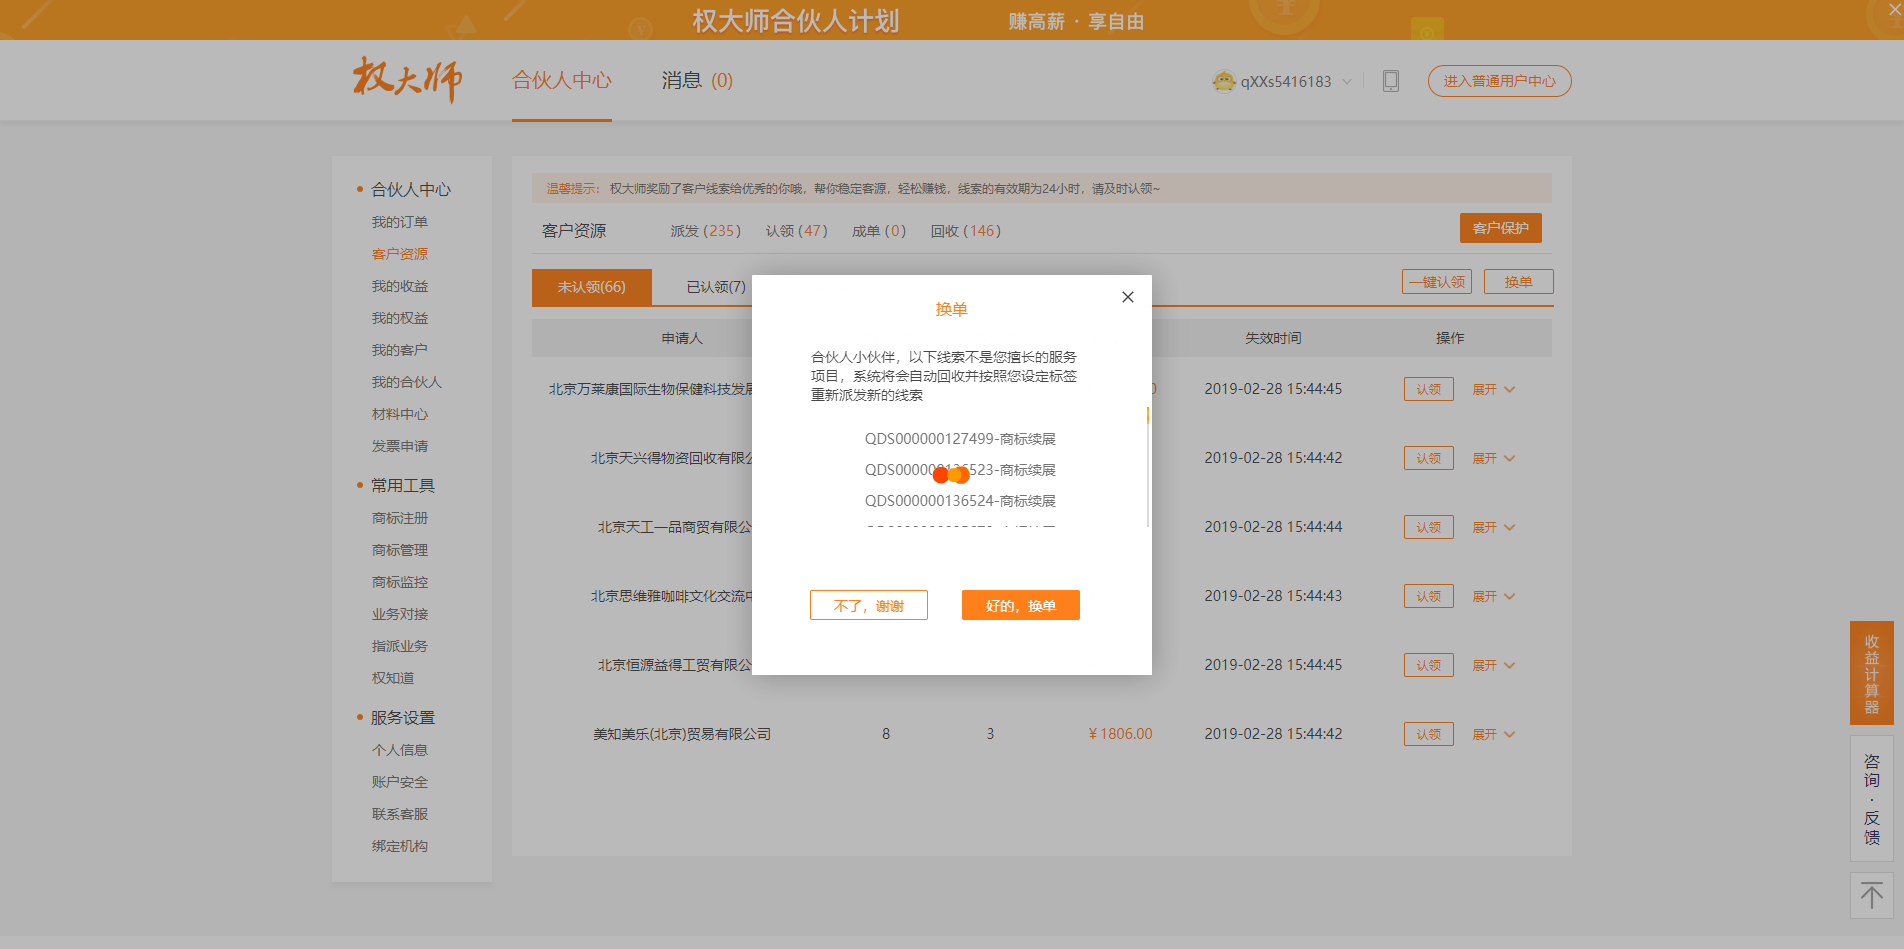 权大师合伙人计划
赚高薪 · 享自由
权大师
合伙人中心
消息 (0)
qXXs5416183
进入普通用户中心
合伙人中心
我的订单
客户资源
我的收益
我的权益
我的客户
我的合伙人
材料中心
发票申请
常用工具
商标注册
商标管理
商标监控
业务对接
指派业务
权知道
服务设置
个人信息
账户安全
联系客服
绑定机构
温馨提示： 权大师奖励了客户线索给优秀的你哦，帮你稳定客源，轻松赚钱，线索的有效期为24小时，请及时认领~
客户资源 派发 (235) 认领 (47) 成单 (0) 回收 (146)
客户保护
未认领(66) 已认领(7)
一键认领 换单
申请人 失效时间 操作
北京万莱康国际生物保健科技发 2019-02-28 15:44:45 认领 展开
北京天兴得物资回收有限 2019-02-28 15:44:42 认领 展开
北京天工一品商贸有限公 2019-02-28 15:44:44 认领 展开
北京思维雅咖啡文化交流 2019-02-28 15:44:43 认领 展开
北京恒源益得工贸有限公 2019-02-28 15:44:45 认领 展开
美知美乐(北京)贸易有限公司 8 3 ¥1806.00 2019-02-28 15:44:42 认领 展开
换单
合伙人小伙伴，以下线索不是您擅长的服务
项目，系统将会自动回收并按照您设定标签
重新派发新的线索
QDS000000127499-商标续展
QDS000000136523-商标续展
QDS000000136524-商标续展
不了，谢谢
好的，换单
收益计算器
咨询·反馈